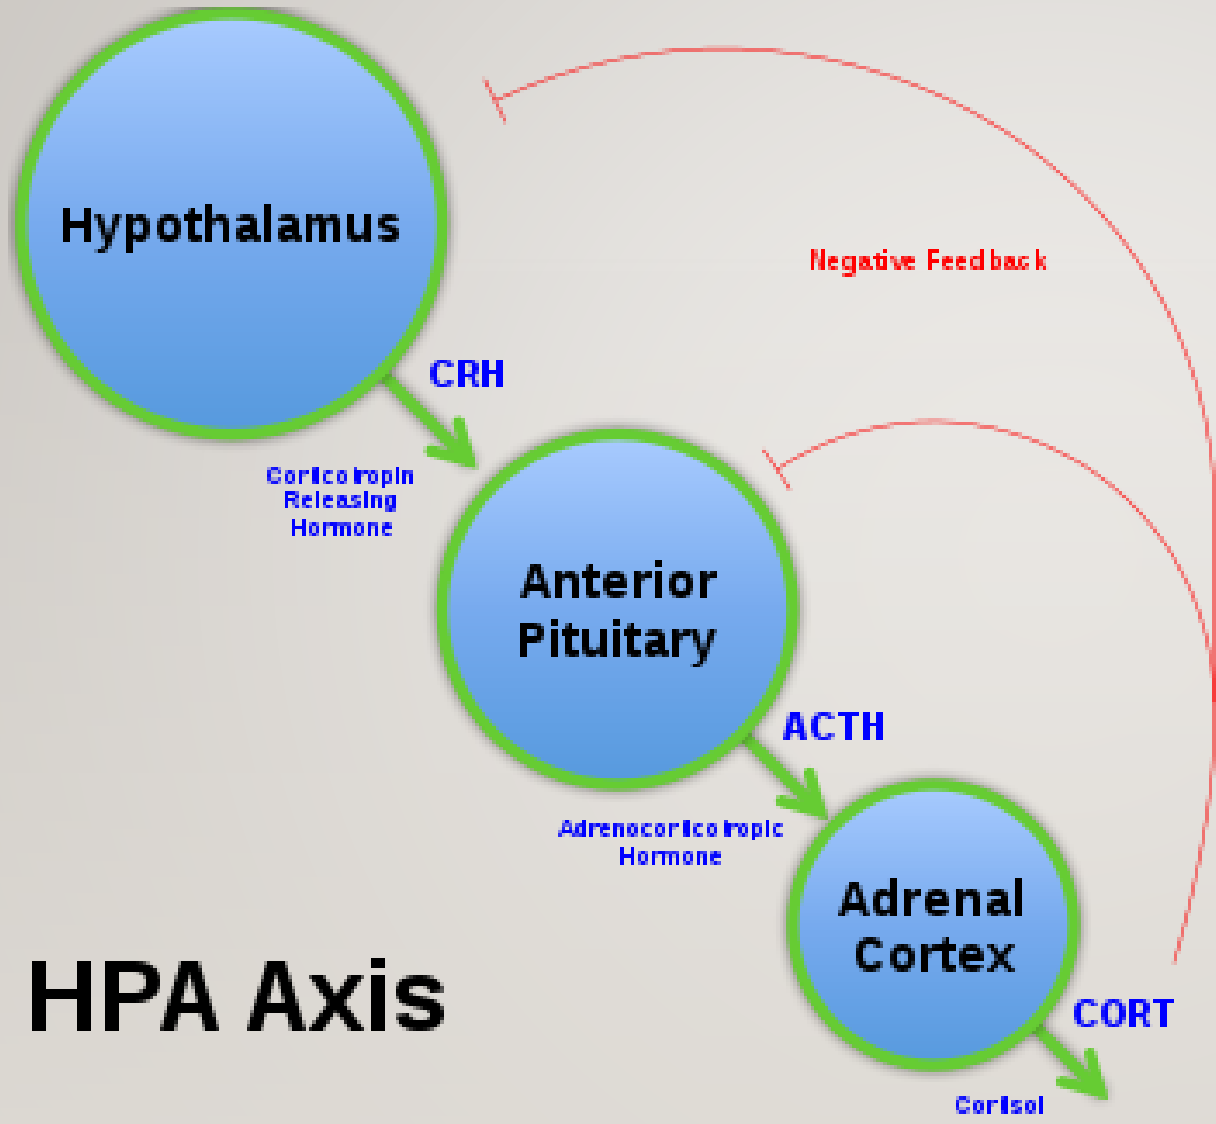 Hypothalamus
Negative Feedback
CRH
Corticotropin
Releasing
Hormone
Anterior
Pituitary
ACTH
Adrenocorticotropic
Hormone
Adrenal
Cortex
HPA Axis
CORT
Cortisol